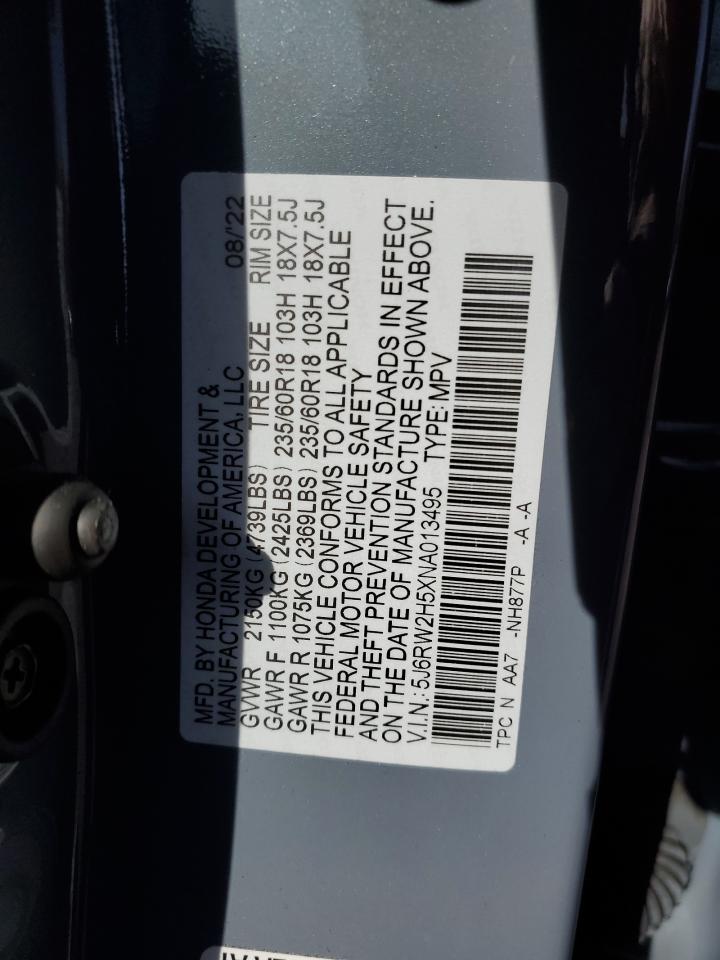 MFD. BY HONDA DEVELOPMENT &
MANUFACTURING OF AMERICA, LLC 08/'22
GVWR 2150KG (4739LBS) TIRE SIZE RIM SIZE
GAWR F 1100KG (2425LBS) 235/60R18 103H 18X7.5J
GAWR R 1075KG (2369LBS) 235/60R18 103H 18X7.5J
THIS VEHICLE CONFORMS TO ALL APPLICABLE
FEDERAL MOTOR VEHICLE SAFETY
AND THEFT PREVENTION STANDARDS IN EFFECT
ON THE DATE OF MANUFACTURE SHOWN ABOVE.
V.I.N.: 5J6RW2H5XNA013495 TYPE: MPV
TPC N AA7 -NH877P -A -A